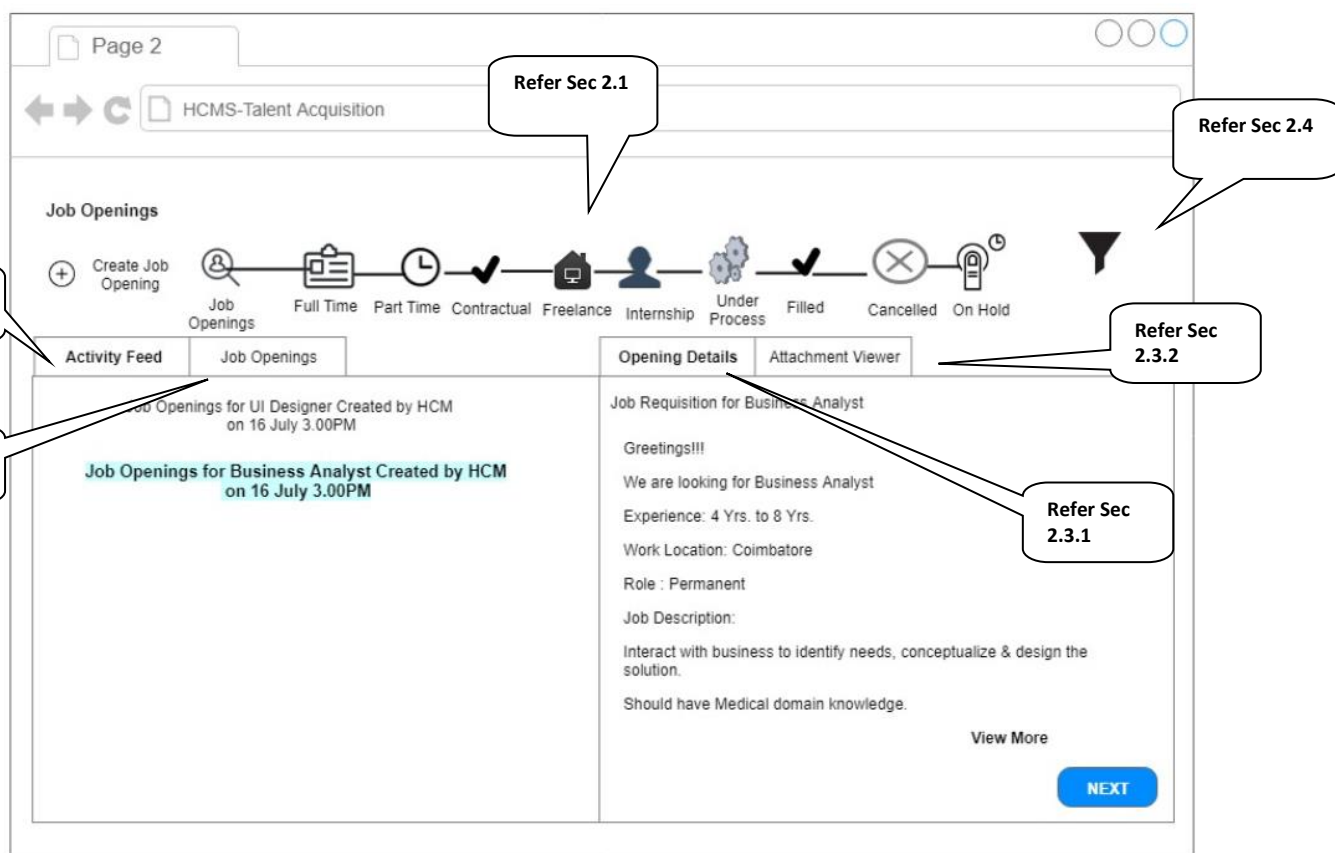 Page 2
HCMS-Talent Acquisition
Refer Sec 2.1
Refer Sec 2.4
Job Openings
Create Job
Opening
Job
Openings
Full Time
Part Time
Contractual
Freelance
Internship
Under
Process
Filled
Cancelled
On Hold
Refer Sec
2.3.2
Activity Feed
Job Openings
Opening Details
Attachment Viewer
Openings for UI Designer Created by HCM
on 16 July 3.00PM
Job Openings for Business Analyst Created by HCM
on 16 July 3.00PM
Job Requisition for Business Analyst
Greetings!!!
We are looking for Business Analyst
Experience: 4 Yrs. to 8 Yrs.
Work Location: Coimbatore
Role : Permanent
Job Description:
Interact with business to identify needs, conceptualize & design the
solution.
Should have Medical domain knowledge.
View More
NEXT
Refer Sec
2.3.1